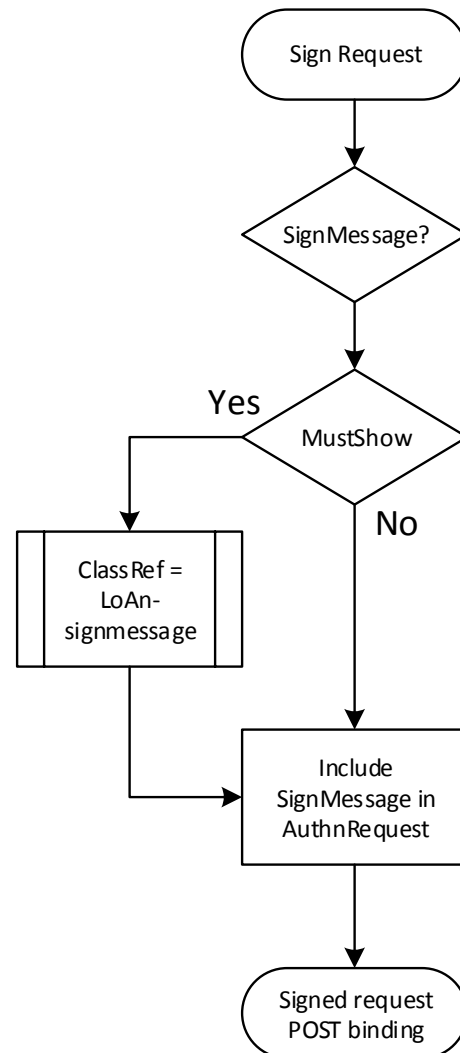 Sign Request
SignMessage?
Yes
MustShow
No
ClassRef =
LoAn-
signmessage
Include
SignMessage in
AuthnRequest
Signed request
POST binding